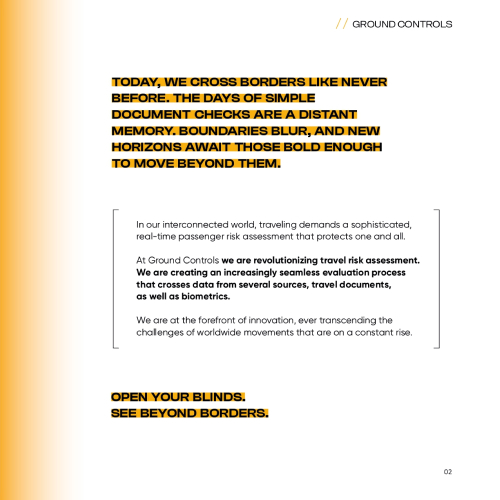 // GROUND CONTROLS
TODAY, WE CROSS BORDERS LIKE NEVER
BEFORE. THE DAYS OF SIMPLE
DOCUMENT CHECKS ARE A DISTANT
MEMORY. BOUNDARIES BLUR, AND NEW
HORIZONS AWAIT THOSE BOLD ENOUGH
TO MOVE BEYOND THEM.
In our interconnected world, traveling demands a sophisticated,
real-time passenger risk assessment that protects one and all.
At Ground Controls we are revolutionizing travel risk assessment.
We are creating an increasingly seamless evaluation process
that crosses data from several sources, travel documents,
as well as biometrics.
We are at the forefront of innovation, ever transcending the
challenges of worldwide movements that are on a constant rise.
OPEN YOUR BLINDS.
SEE BEYOND BORDERS.
02